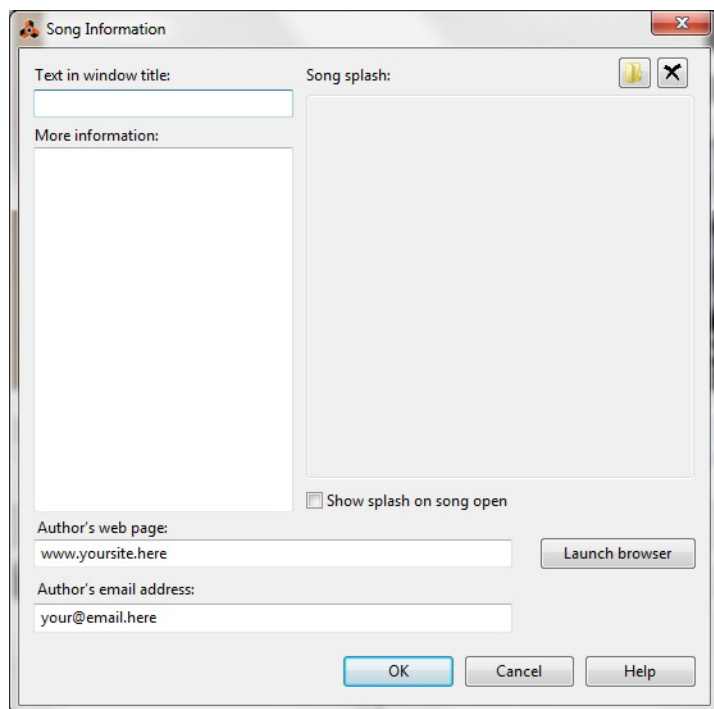 Song Information
Text in window title:
Song splash:
More information:
Show splash on song open
Author's web page:
www.yoursite.here
Launch browser
Author's email address:
your@email.here
OK
Cancel
Help